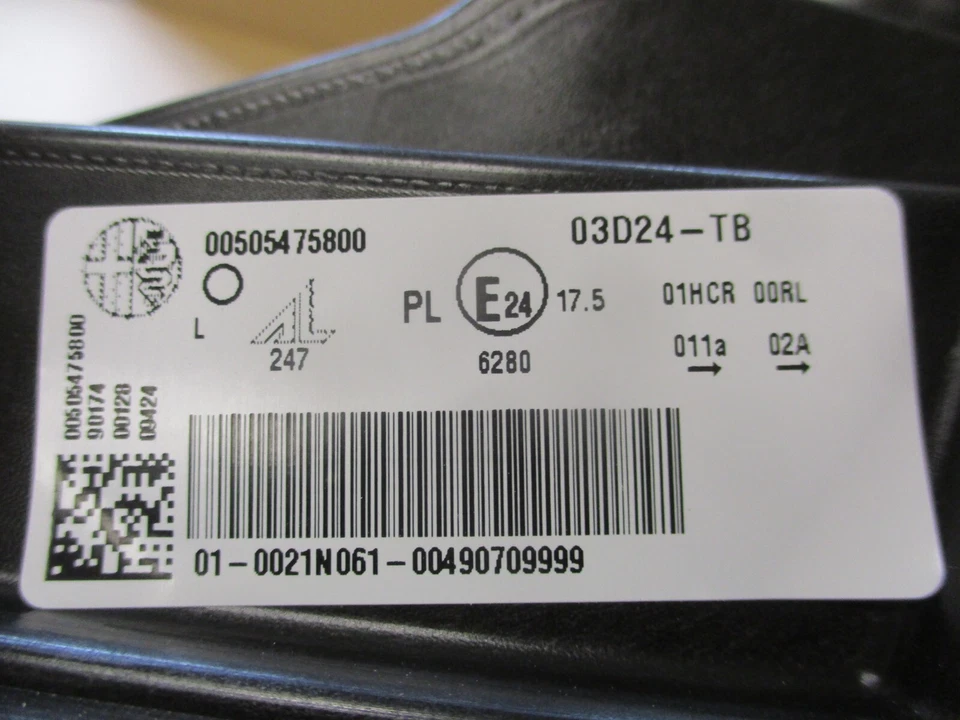 00505475800
03D24-TB
L
AL
247
PL
E24
17.5
6280
01HCR 00RL
011a 02A
→ →
00505475800
90174
00128
09424
01-0021N061-00490709999